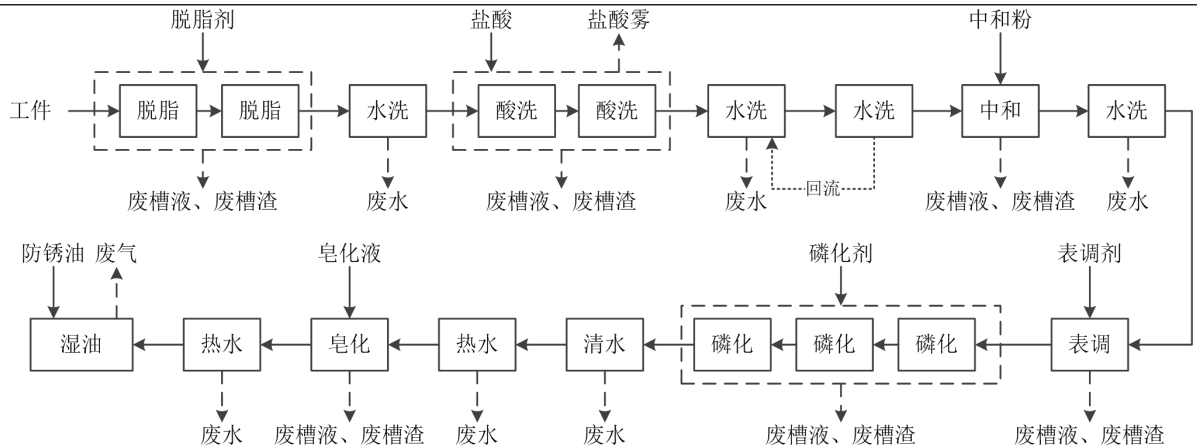 脱脂剂 盐酸 盐酸雾 中和粉
工件 脱脂 脱脂 水洗 酸洗 酸洗 水洗 水洗 中和 水洗
回流
废槽液、废槽渣 废水 废槽液、废槽渣 废水 废槽液、废槽渣 废水
防锈油 废气 皂化液 磷化剂 表调剂
湿油 热水 皂化 热水 清水 磷化 磷化 磷化 表调
废水 废槽液、废槽渣 废水 废水 废槽液、废槽渣 废槽液、废槽渣